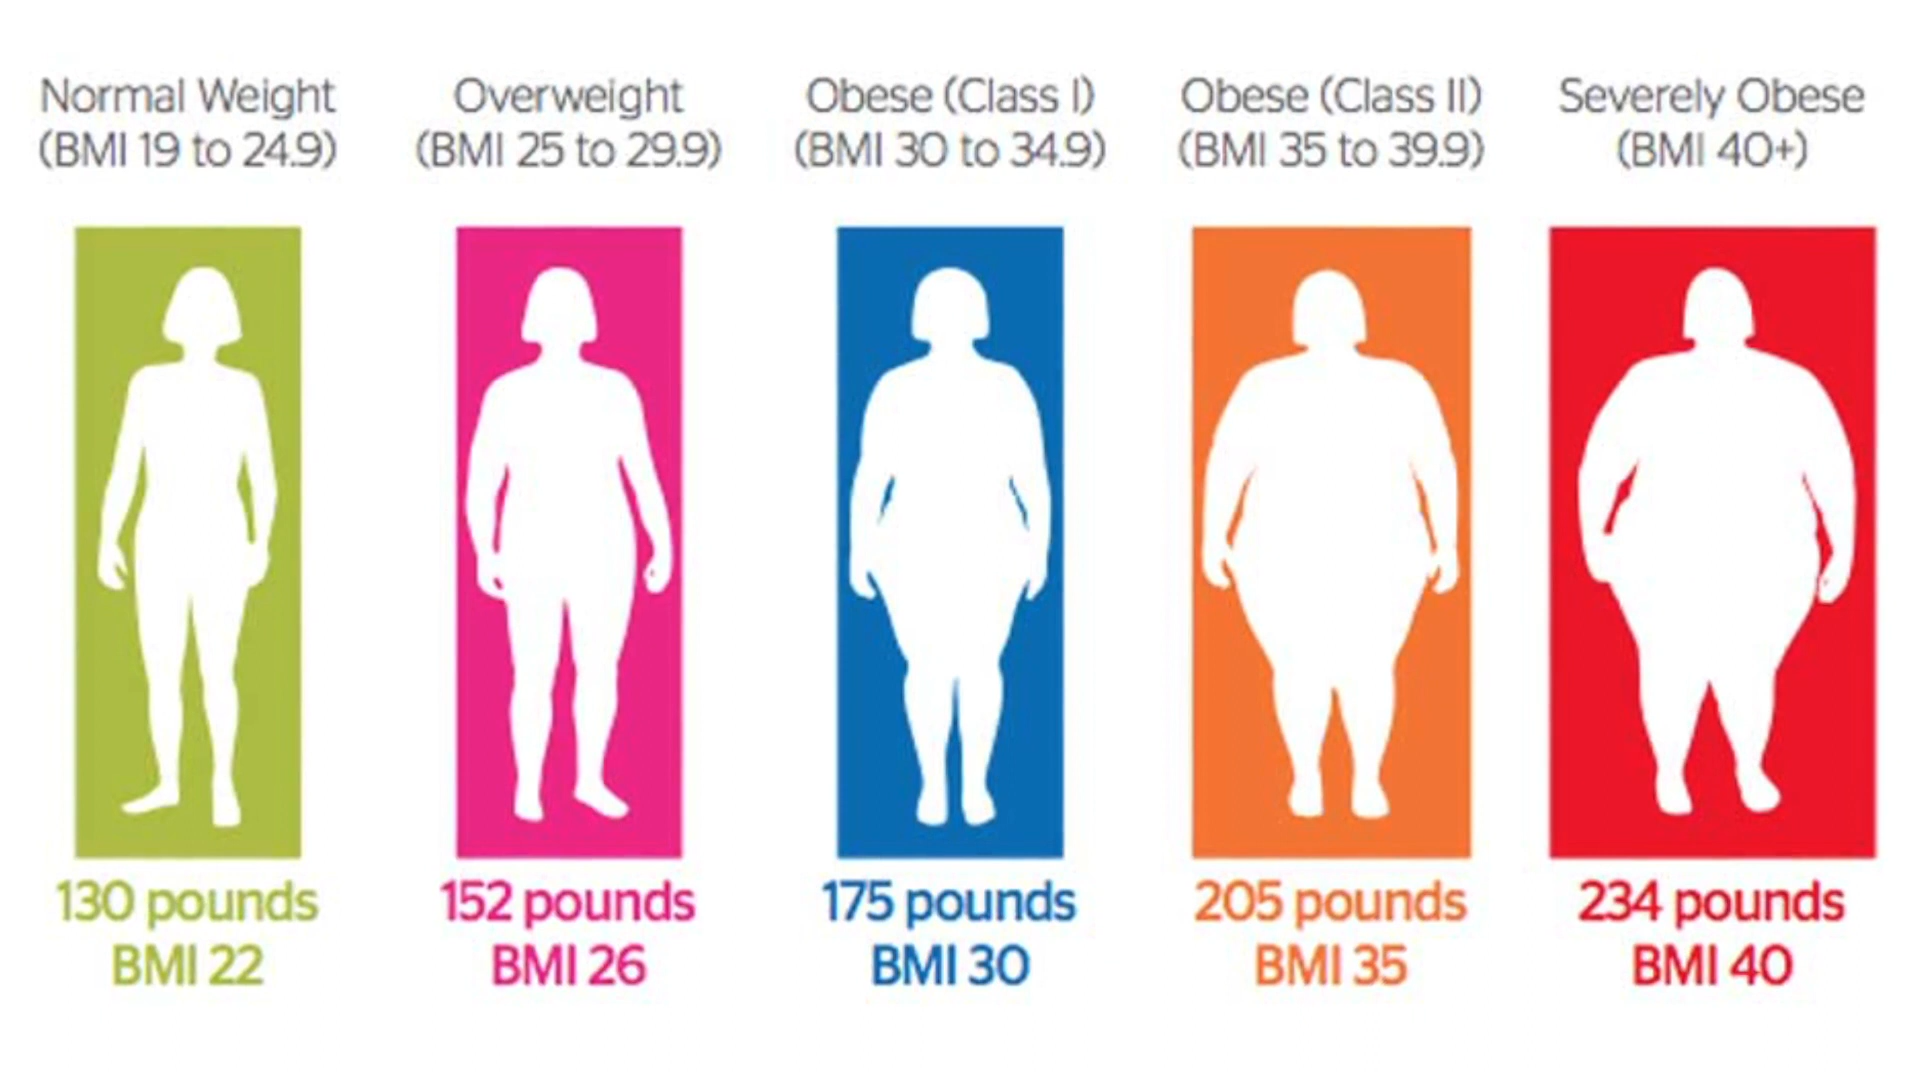 Normal Weight
(BMI 19 to 24.9)
Overweight
(BMI 25 to 29.9)
Obese (Class I)
(BMI 30 to 34.9)
Obese (Class II)
(BMI 35 to 39.9)
Severely Obese
(BMI 40+)
130 pounds
BMI 22
152 pounds
BMI 26
175 pounds
BMI 30
205 pounds
BMI 35
234 pounds
BMI 40